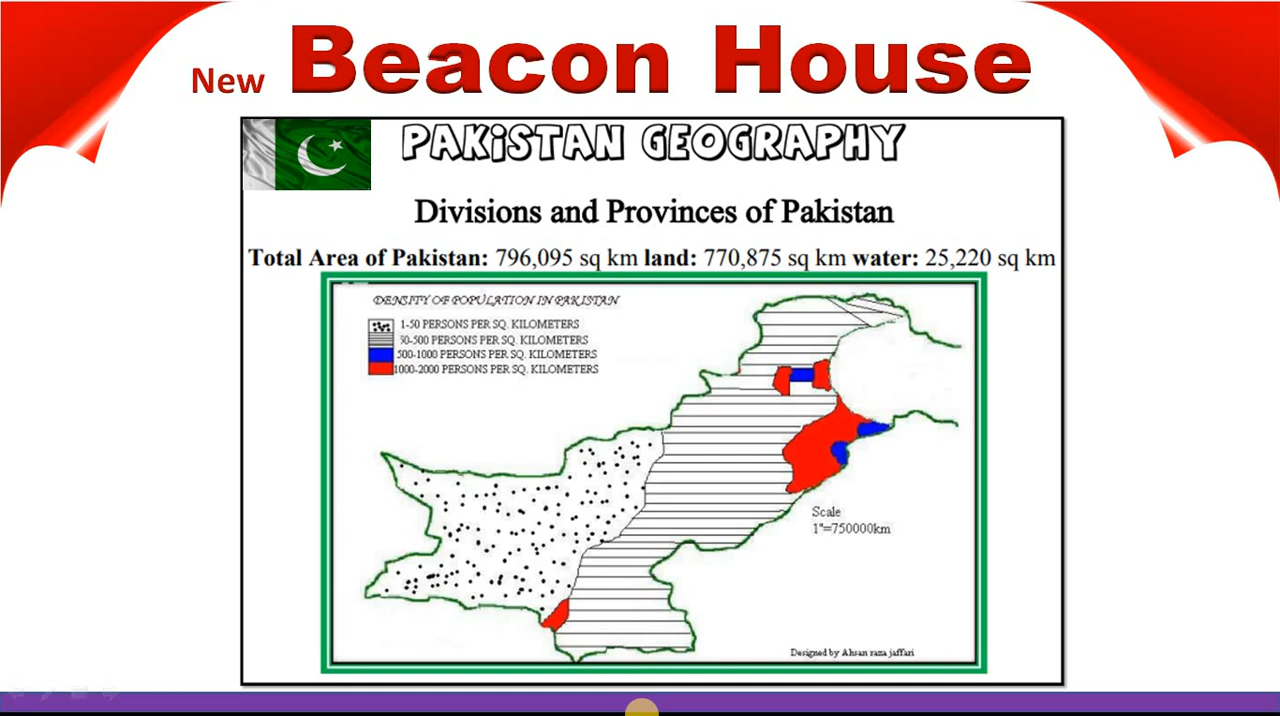 New Beacon House
PAKiSTAN GEOGRAPHY
Divisions and Provinces of Pakistan
Total Area of Pakistan: 796,095 sq km land: 770,875 sq km water: 25,220 sq km
DENSITY OF POPULATION IN PAKISTAN
1-50 PERSONS PER SQ. KILOMETERS
30-500 PERSONS PER SQ. KILOMETERS
500-1000 PERSONS PER SQ. KILOMETERS
1000-2000 PERSONS PER SQ. KILOMETERS
Scale
1"=750000km
Designed by Ahsan raza jaffari